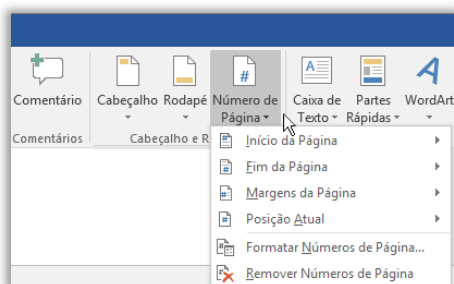 Comentário
Cabeçalho Rodapé Número de Página
Caixa de Texto Partes Rápidas WordArt
Comentários
Cabeçalho e R
Início da Página
Fim da Página
Margens da Página
Posição Atual
Formatar Números de Página...
Remover Números de Página